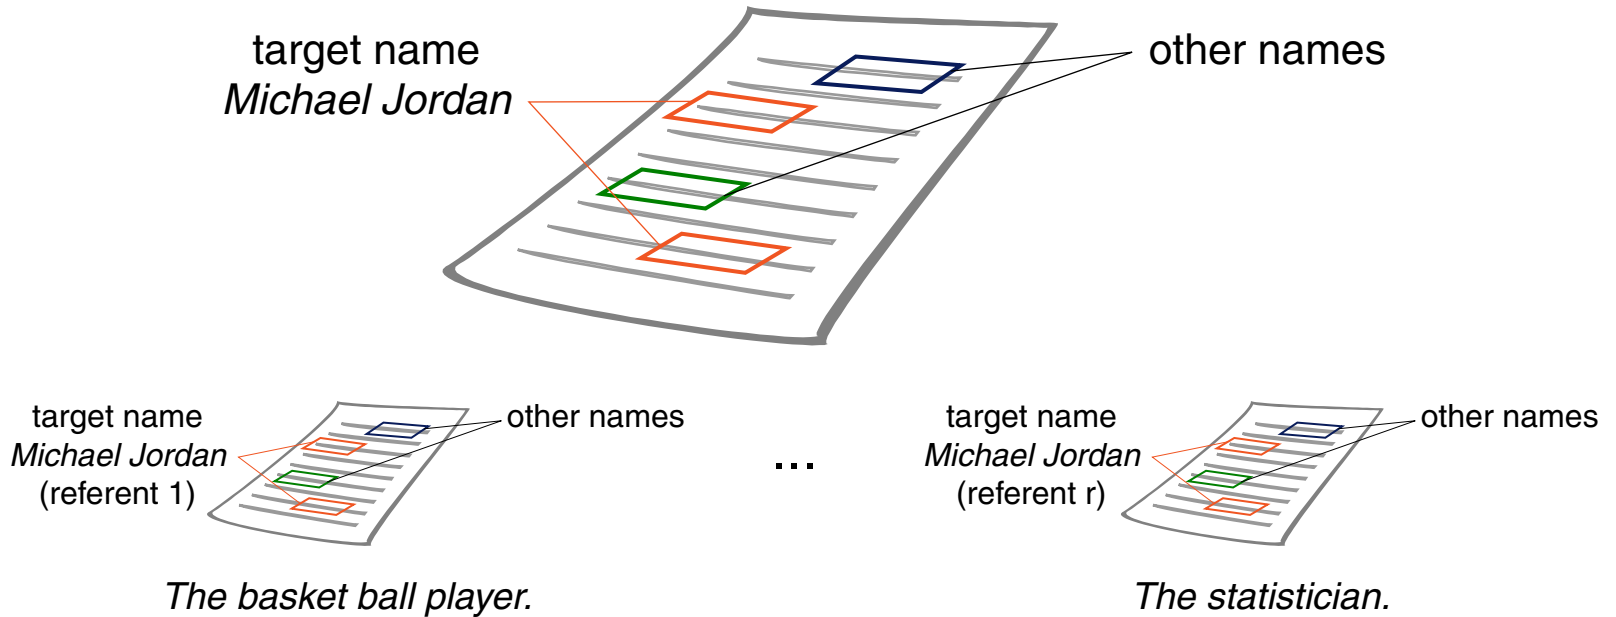 target name
Michael Jordan
other names
target name
Michael Jordan
(referent 1)
other names
...
target name
Michael Jordan
(referent r)
other names
The basket ball player.
The statistician.